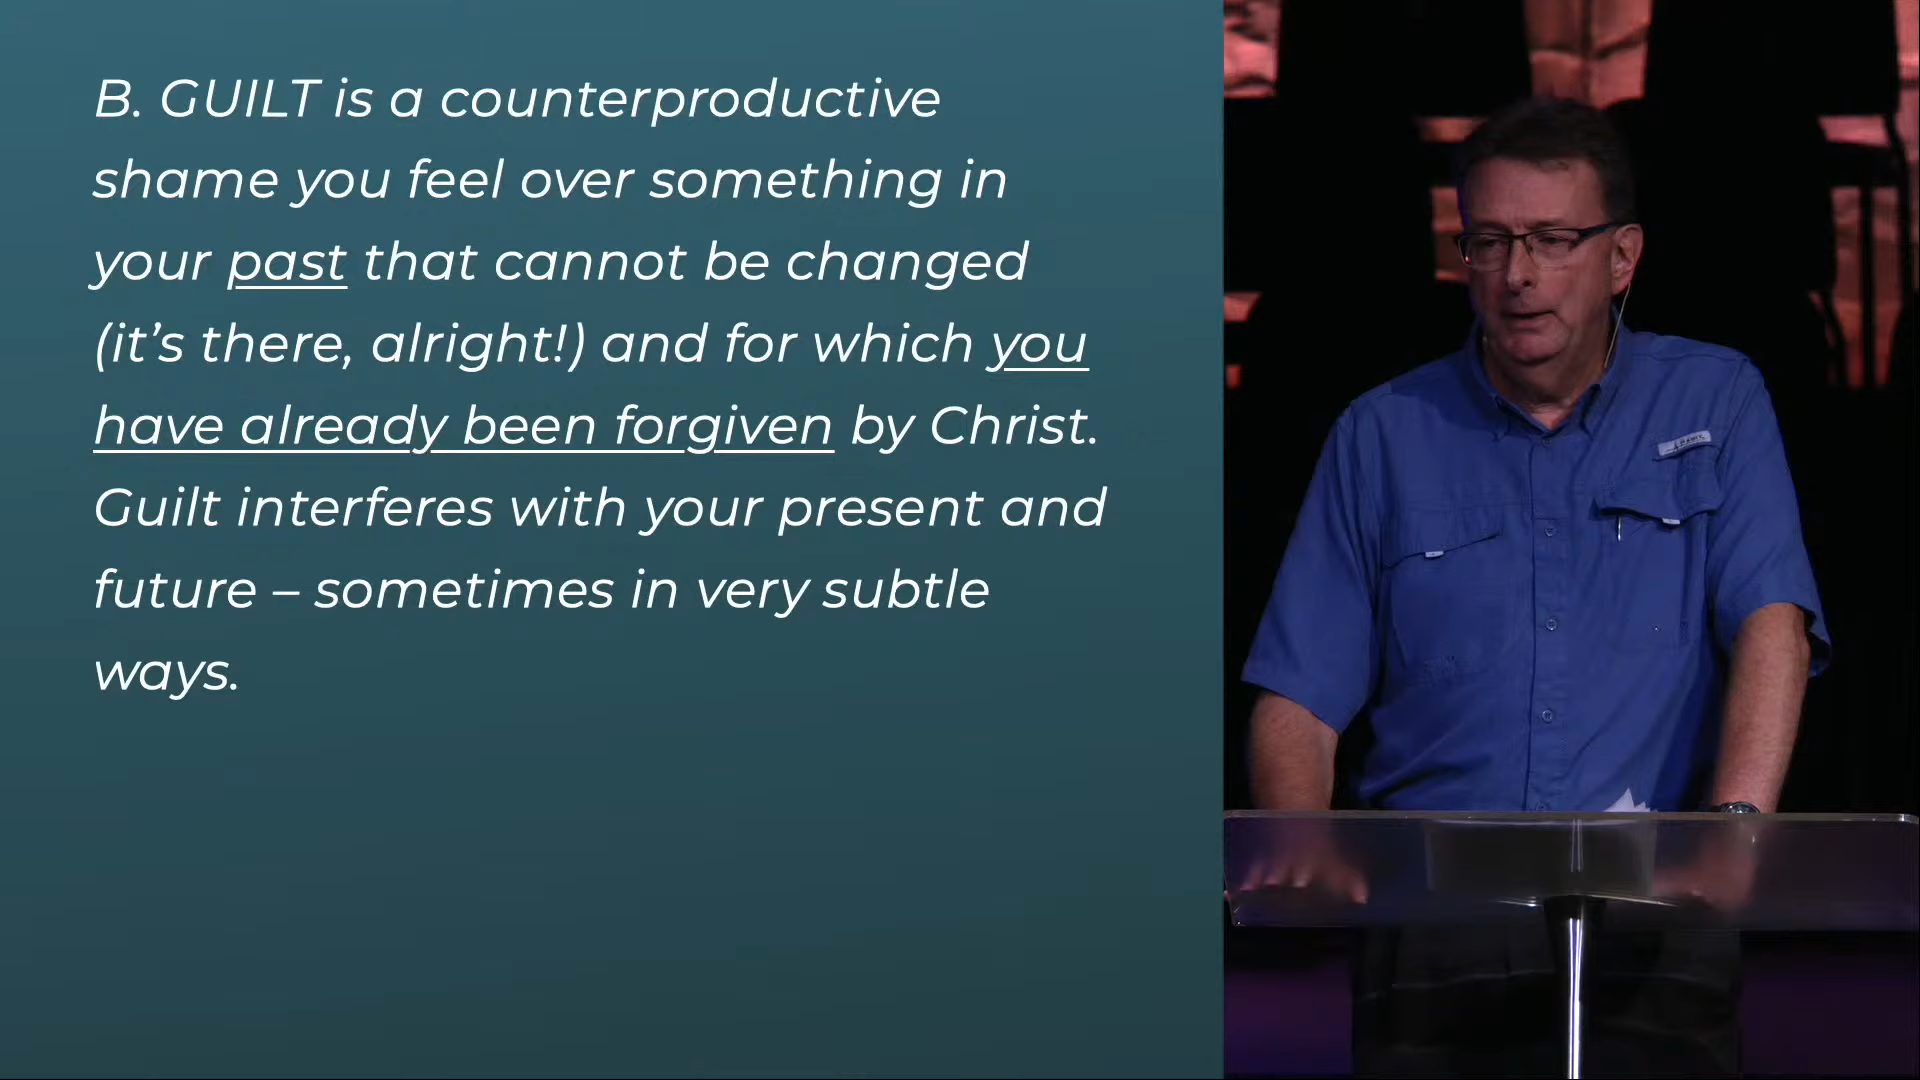 B. GUILT is a counterproductive
shame you feel over something in
your past that cannot be changed
(it’s there, alright!) and for which you
have already been forgiven by Christ.
Guilt interferes with your present and
future – sometimes in very subtle
ways.